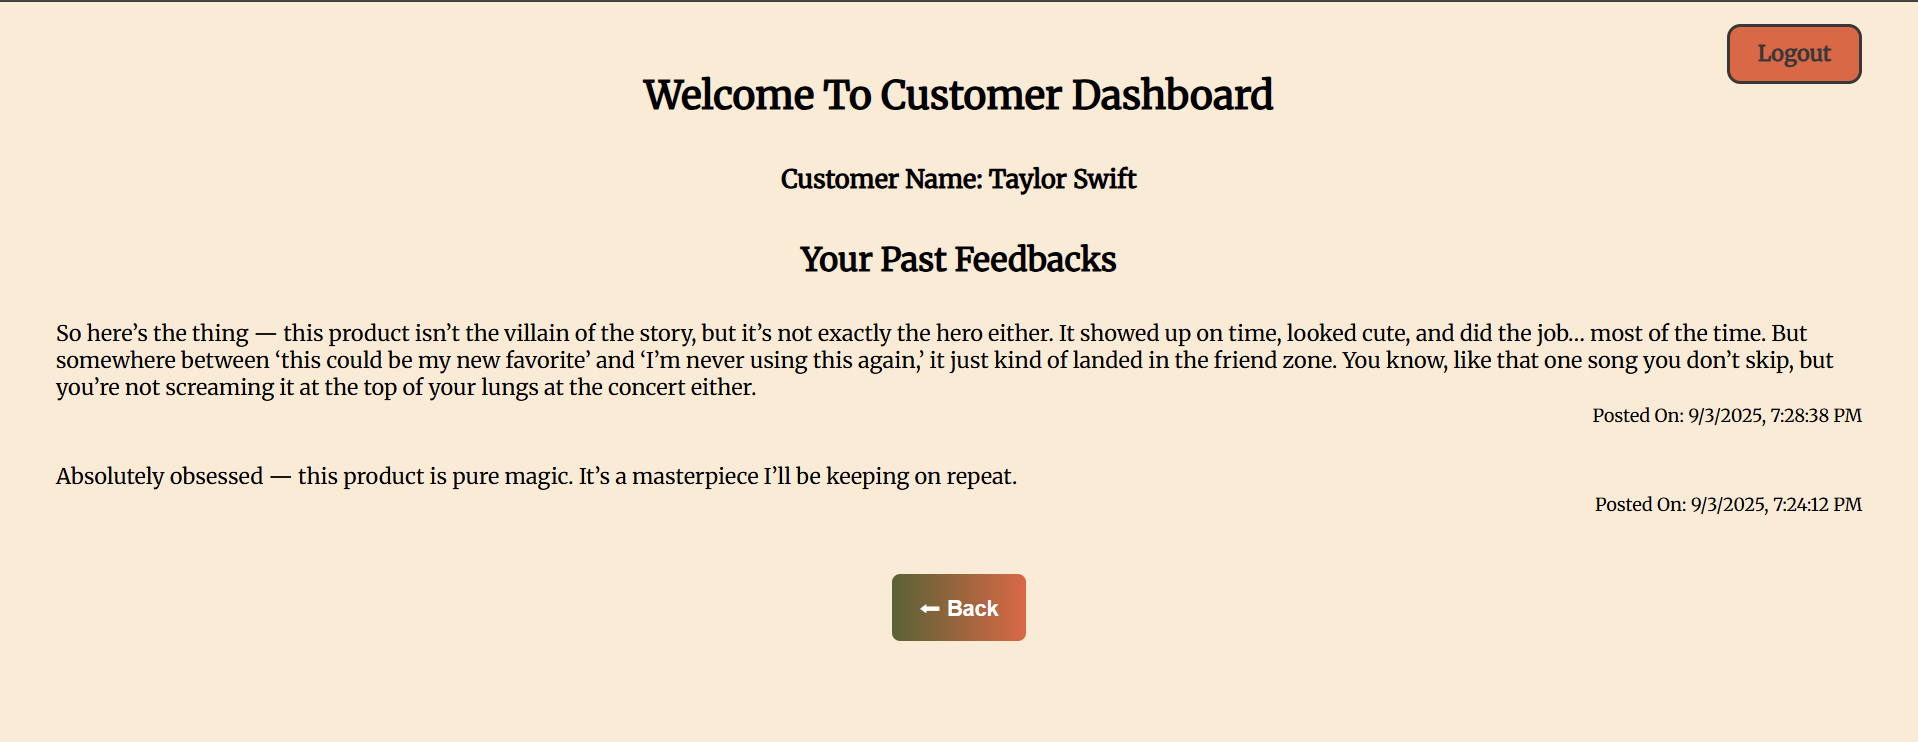 Logout
Welcome To Customer Dashboard
Customer Name: Taylor Swift
Your Past Feedbacks
So here’s the thing — this product isn’t the villain of the story, but it’s not exactly the hero either. It showed up on time, looked cute, and did the job... most of the time. But
somewhere between ‘this could be my new favorite’ and ‘I’m never using this again,’ it just kind of landed in the friend zone. You know, like that one song you don’t skip, but
you’re not screaming it at the top of your lungs at the concert either.
Posted On: 9/3/2025, 7:28:38 PM
Absolutely obsessed — this product is pure magic. It’s a masterpiece I’ll be keeping on repeat.
Posted On: 9/3/2025, 7:24:12 PM
⬅ Back